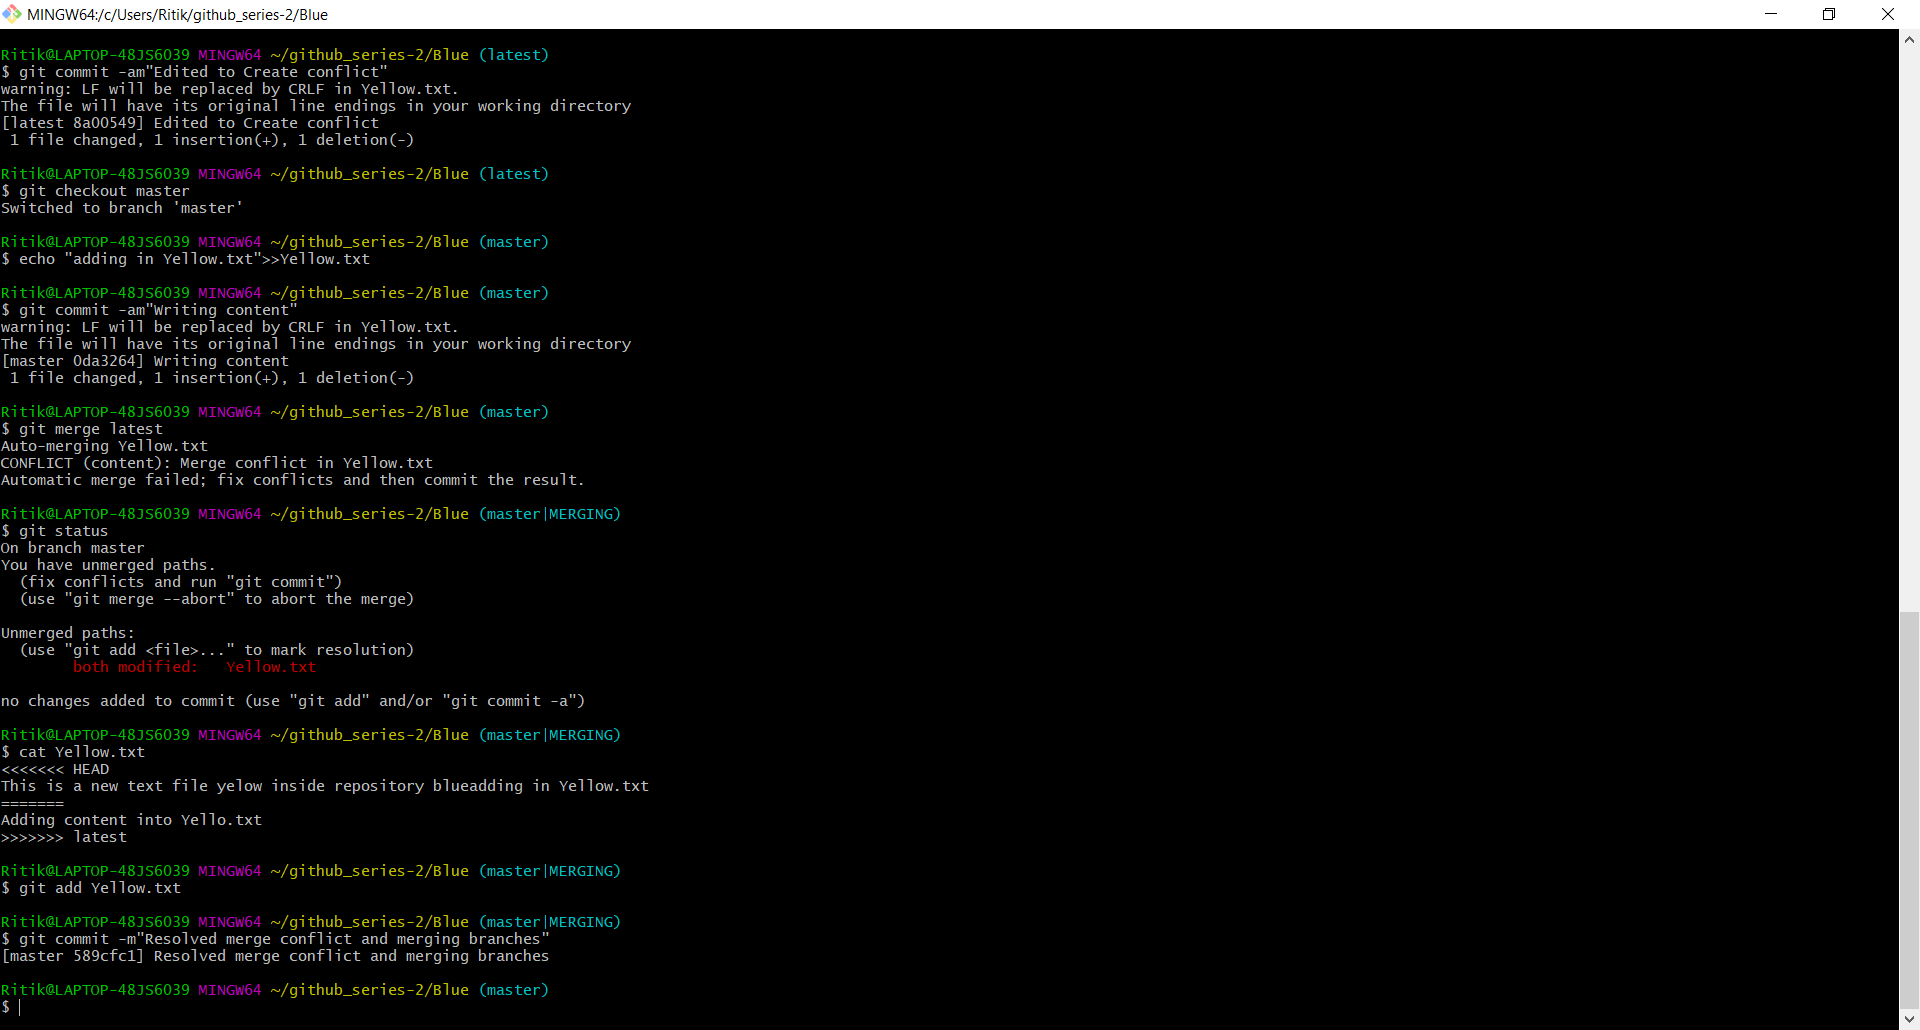 MINGW64:/c/Users/Ritik/github_series-2/Blue
Ritik@LAPTOP-48JS6O39 MINGW64 ~/github_series-2/Blue (latest)
$ git commit -am"Edited to Create conflict"
warning: LF will be replaced by CRLF in Yellow.txt.
The file will have its original line endings in your working directory
[latest 8a00549] Edited to Create conflict
 1 file changed, 1 insertion(+), 1 deletion(-)
Ritik@LAPTOP-48JS6O39 MINGW64 ~/github_series-2/Blue (latest)
$ git checkout master
Switched to branch 'master'
Ritik@LAPTOP-48JS6O39 MINGW64 ~/github_series-2/Blue (master)
$ echo "adding in Yellow.txt">>Yellow.txt
Ritik@LAPTOP-48JS6O39 MINGW64 ~/github_series-2/Blue (master)
$ git commit -am"Writing content"
warning: LF will be replaced by CRLF in Yellow.txt.
The file will have its original line endings in your working directory
[master 0da3264] Writing content
 1 file changed, 1 insertion(+), 1 deletion(-)
Ritik@LAPTOP-48JS6O39 MINGW64 ~/github_series-2/Blue (master)
$ git merge latest
Auto-merging Yellow.txt
CONFLICT (content): Merge conflict in Yellow.txt
Automatic merge failed; fix conflicts and then commit the result.
Ritik@LAPTOP-48JS6O39 MINGW64 ~/github_series-2/Blue (master|MERGING)
$ git status
On branch master
You have unmerged paths.
  (fix conflicts and run "git commit")
  (use "git merge --abort" to abort the merge)
Unmerged paths:
  (use "git add <file>..." to mark resolution)
        both modified:   Yellow.txt
no changes added to commit (use "git add" and/or "git commit -a")
Ritik@LAPTOP-48JS6O39 MINGW64 ~/github_series-2/Blue (master|MERGING)
$ cat Yellow.txt
<<<<<<< HEAD
This is a new text file yelow inside repository blueadding in Yellow.txt
=======
Adding content into Yello.txt
>>>>>>> latest
Ritik@LAPTOP-48JS6O39 MINGW64 ~/github_series-2/Blue (master|MERGING)
$ git add Yellow.txt
Ritik@LAPTOP-48JS6O39 MINGW64 ~/github_series-2/Blue (master|MERGING)
$ git commit -m"Resolved merge conflict and merging branches"
[master 589cfc1] Resolved merge conflict and merging branches
Ritik@LAPTOP-48JS6O39 MINGW64 ~/github_series-2/Blue (master)
$